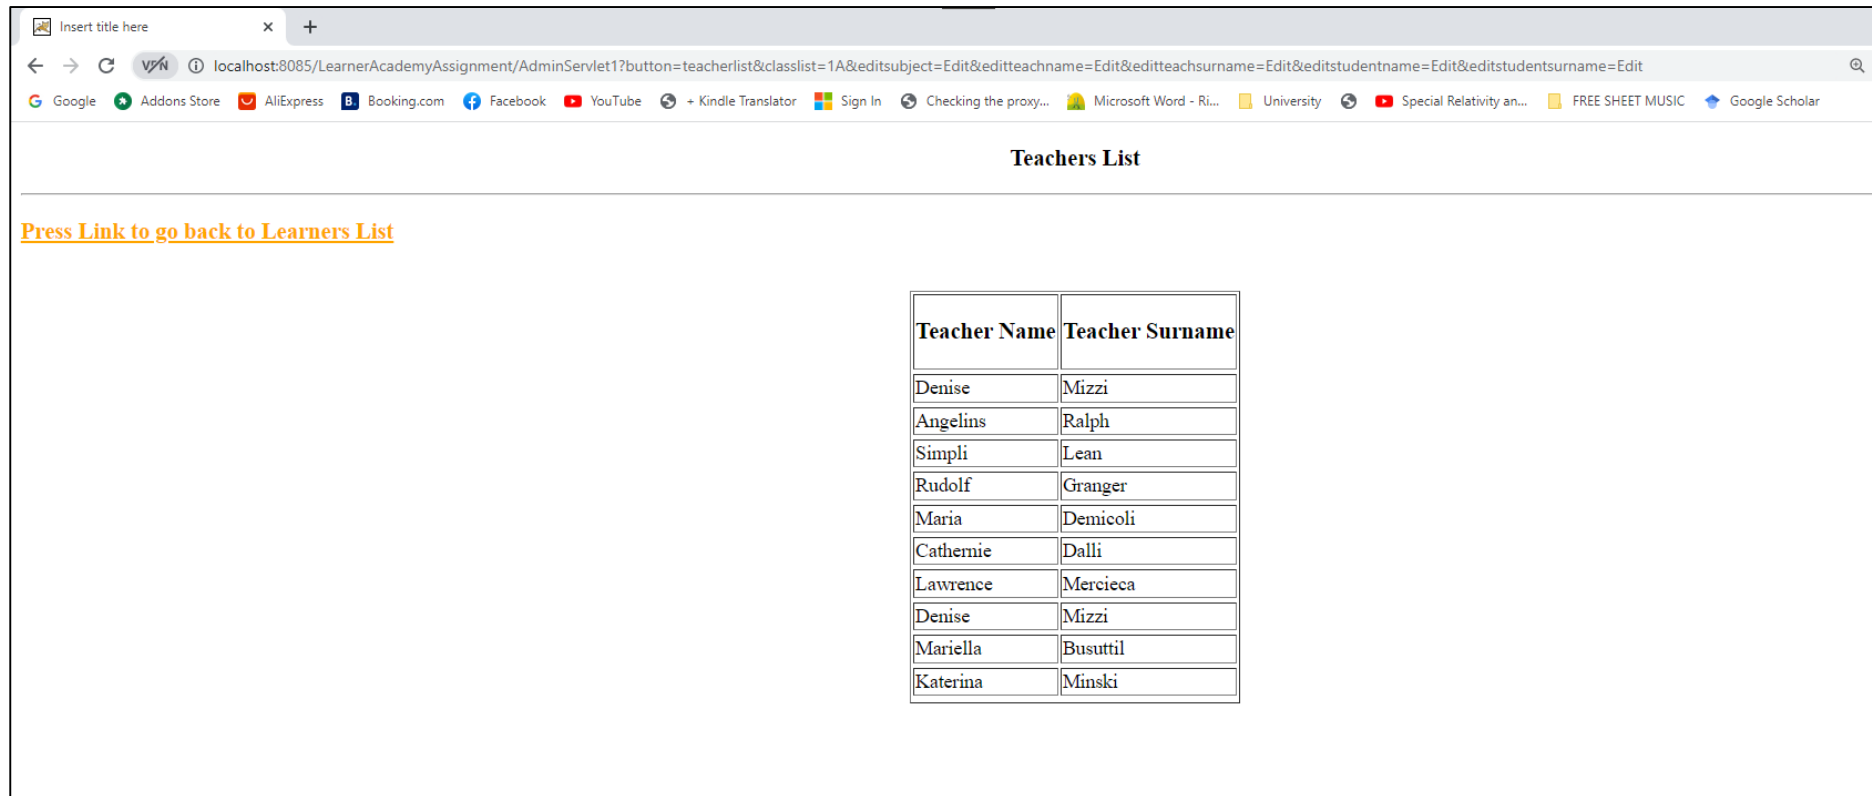 Insert title here
VPN localhost:8085/LearnerAcademyAssignment/AdminServlet1?button=teacherlist&classlist=1A&editsubject=Edit&editteachname=Edit&editteachsurname=Edit&editstudentname=Edit&editstudentsurname=Edit
Google Addons Store AliExpress B. Booking.com Facebook YouTube + Kindle Translator Sign In Checking the proxy... Microsoft Word - Ri... University Special Relativity an... FREE SHEET MUSIC Google Scholar
Teachers List
Press Link to go back to Learners List
Teacher Name Teacher Surname
Denise Mizzi
Angelins Ralph
Simpli Lean
Rudolf Granger
Maria Demicoli
Cathernie Dalli
Lawrence Mercieca
Denise Mizzi
Mariella Busuttil
Katerina Minski